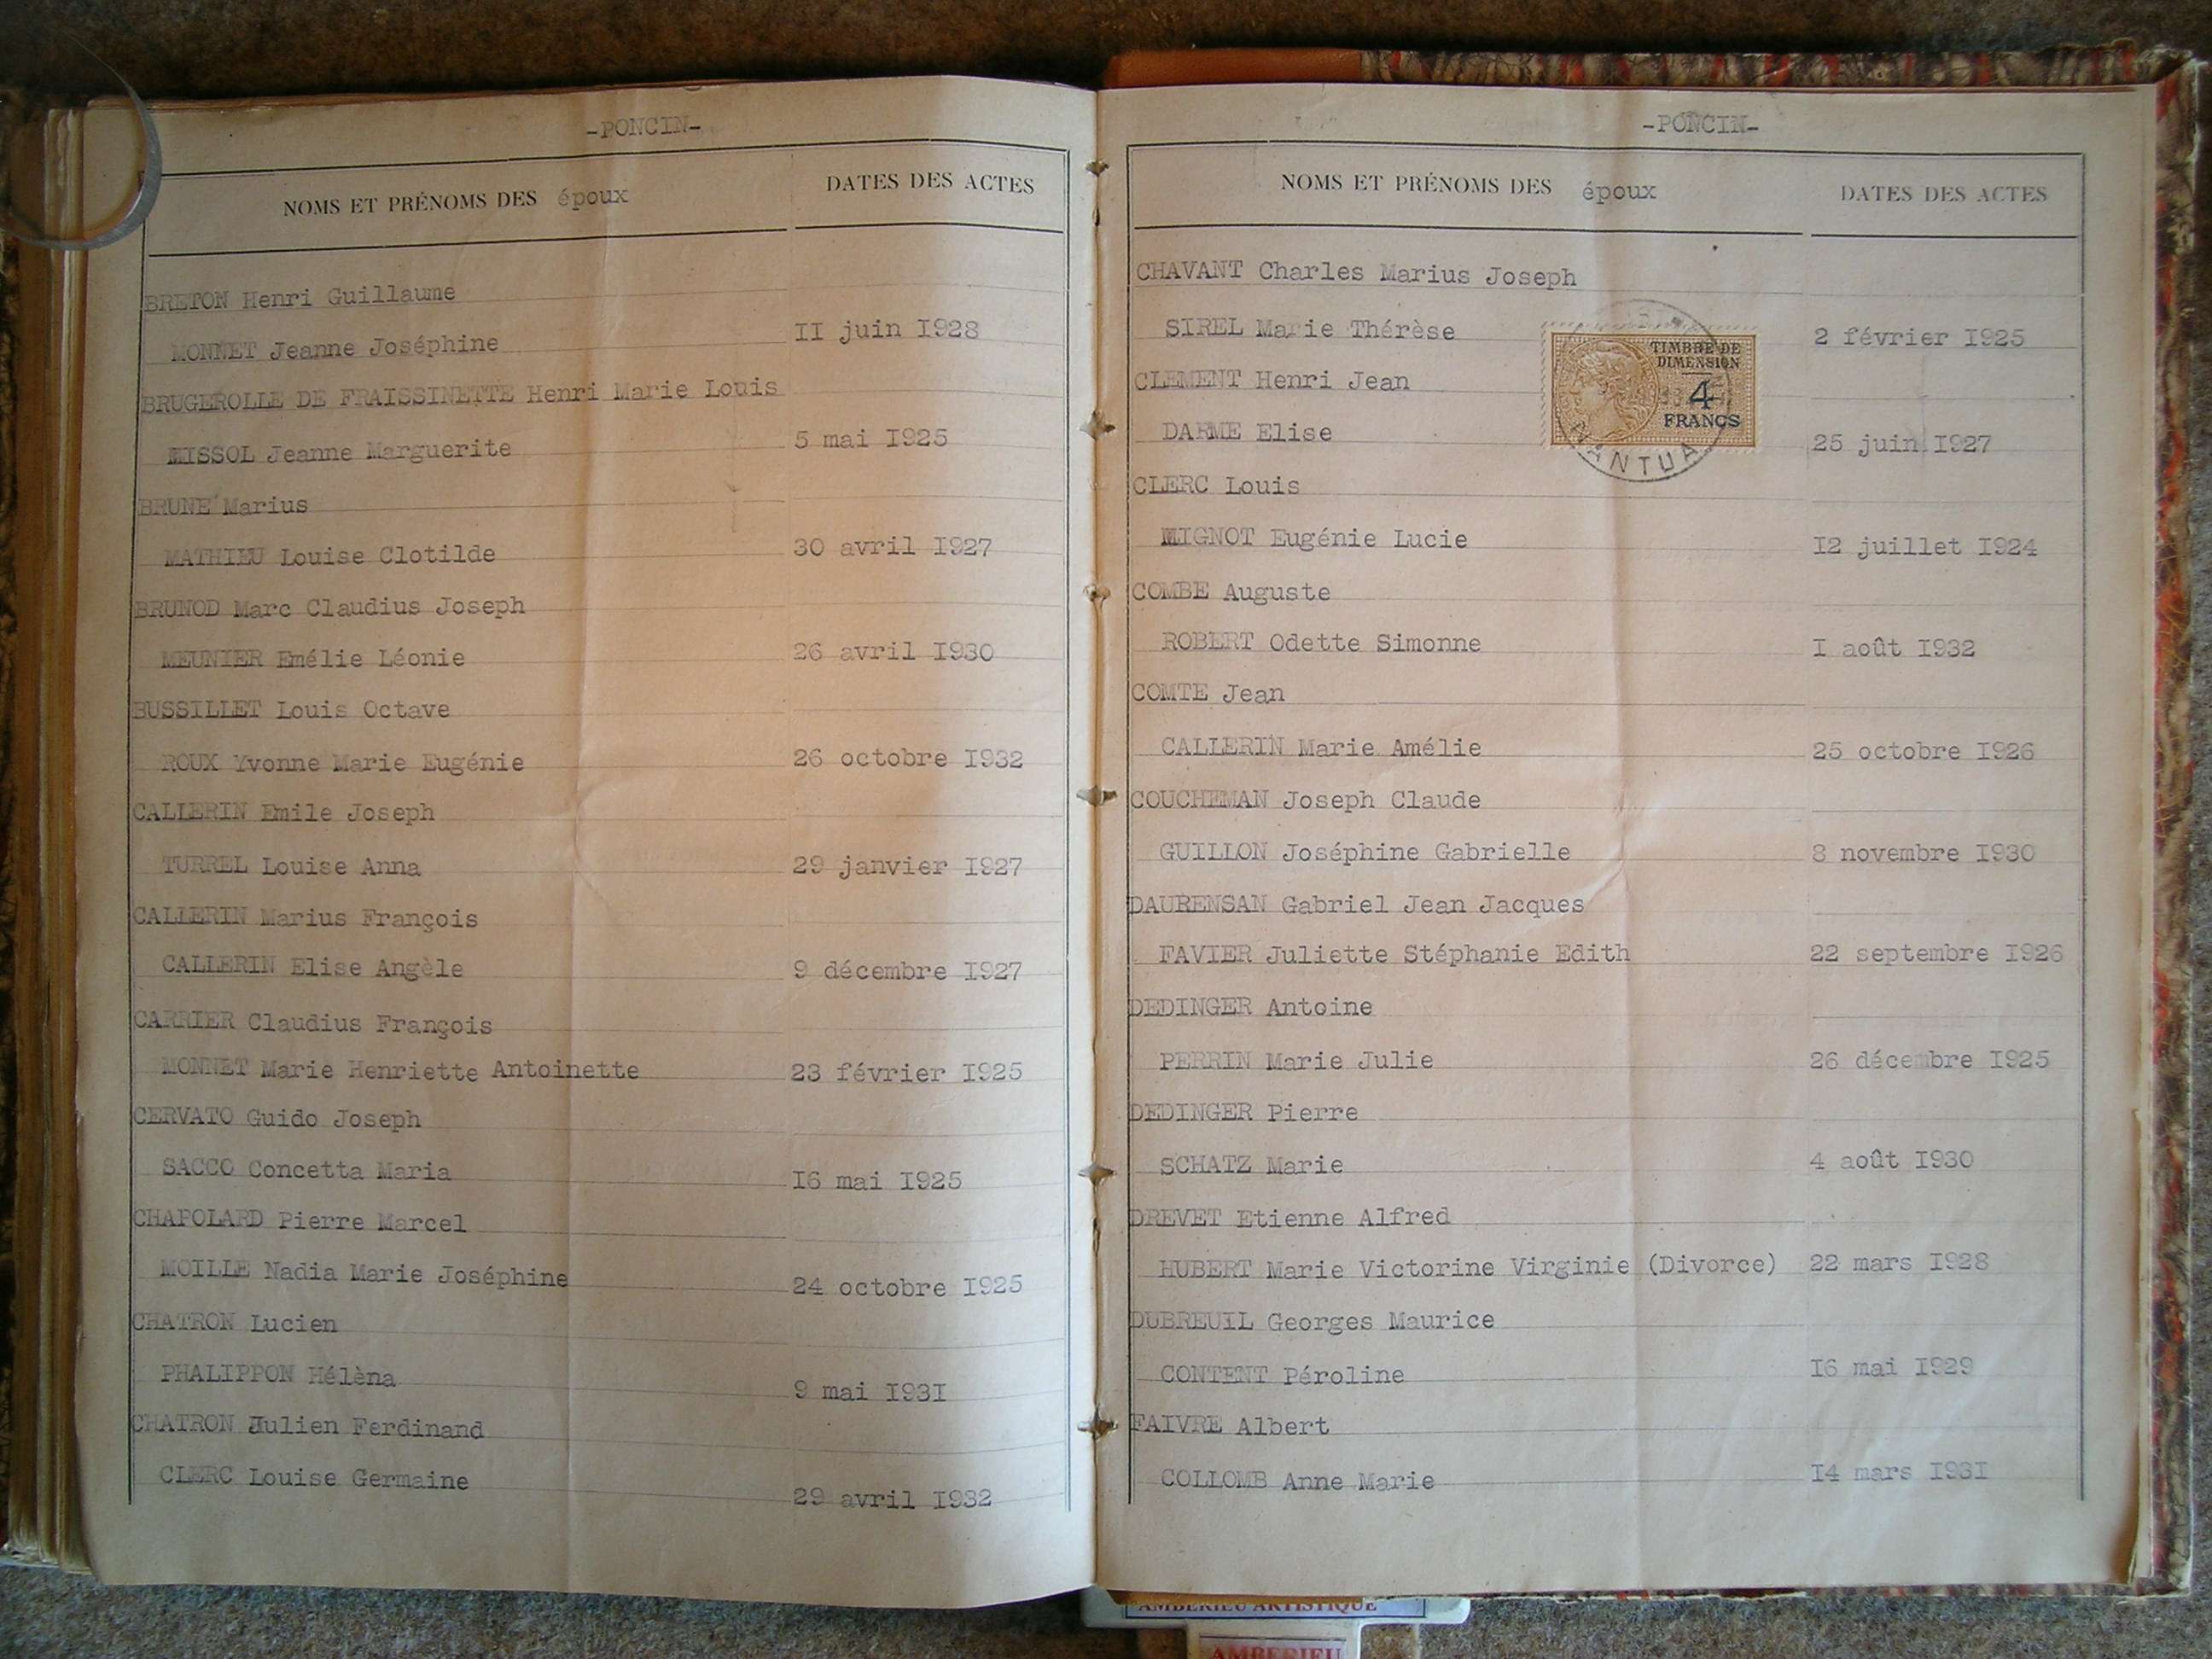 -PONCIN-
NOMS ET PRÉNOMS DES époux
DATES DES ACTES
BRETON Henri Guillaume
MONNET Jeanne Joséphine
II juin I928
BRUGEROLLE DE FRAISSINETTE Henri Marie Louis
MISSOL Jeanne Marguerite
5 mai I925
BRUNE Marius
MATHIEU Louise Clotilde
30 avril I927
BRUNOD Marc Claudius Joseph
MEUNIER Emélie Léonie
26 avril I930
BUSSILLET Louis Octave
ROUX Yvonne Marie Eugénie
26 octobre I932
CALLERIN Emile Joseph
TURREL Louise Anna
29 janvier I927
CALLERIN Marius François
CALLERIN Elise Angèle
9 décembre I927
CARRIER Claudius François
MONNET Marie Henriette Antoinette
23 février I925
CERVATO Guido Joseph
SACCO Concetta Maria
I6 mai I925
CHAPOLARD Pierre Marcel
MOILLE Nadia Marie Joséphine
24 octobre I925
CHATRON Lucien
PHALIPPON Hélèna
9 mai I93I
CHATRON Julien Ferdinand
CLERC Louise Germaine
29 avril I932
-PONCIN-
NOMS ET PRÉNOMS DES époux
DATES DES ACTES
CHAVANT Charles Marius Joseph
SIREL Marie Thérèse
2 février I925
TIMBRE DE
DIMENSION
4
FRANCS
NANTUA
CLEMENT Henri Jean
DARME Elise
25 juin I927
CLERC Louis
MIGNOT Eugénie Lucie
I2 juillet I924
COMBE Auguste
ROBERT Odette Simonne
I août I932
COMTE Jean
CALLERIN Marie Amélie
25 octobre I926
COUCHEMAN Joseph Claude
GUILLON Joséphine Gabrielle
8 novembre I930
DAURENSAN Gabriel Jean Jacques
FAVIER Juliette Stéphanie Edith
22 septembre I926
DEDINGER Antoine
PERRIN Marie Julie
26 décembre I925
DEDINGER Pierre
SCHATZ Marie
4 août I930
DREVET Etienne Alfred
HUBERT Marie Victorine Virginie (Divorce)
22 mars I928
DUBREUIL Georges Maurice
CONTENT Péroline
I6 mai I929
FAIVRE Albert
COLLOMB Anne Marie
I4 mars I93I
AMBERIEU ARTISTIQUE
AMBERIEU